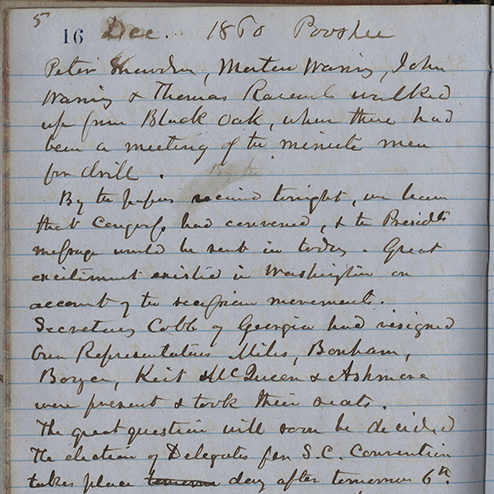 5
16 Dec. 1860 Pooshee
Peter Snowden, Morton Waring, John
Waring & Thomas Ravenel walked
up from Black Oak, where there had
been a meeting of the minute men
for drill.
By the papers received tonight, we learn
that Congress had convened, & the Presidts
message would be sent in today. Great
excitement existed in Washington on
account of the secession movement.
Secretary Cobb of Georgia had resigned
Our Representatives Miles, Bonham,
Boyce, Keit McQueen & Ashmore
were present & took their seats.
The great question will soon be decided
The election of Delegates for S.C. Convention
takes place day after tomorrow 6th.